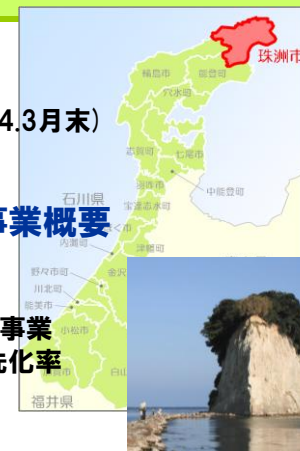 珠洲市
輪島市
能登町
穴水町
4.3月末)
志賀町
七尾市
石川県
羽咋市
中能登町
宝達志水町
事業概要
く市
内灘町
津幡町
野々市町
金沢
川北町
能美市
事業
小松市
先化率
白山
福井県